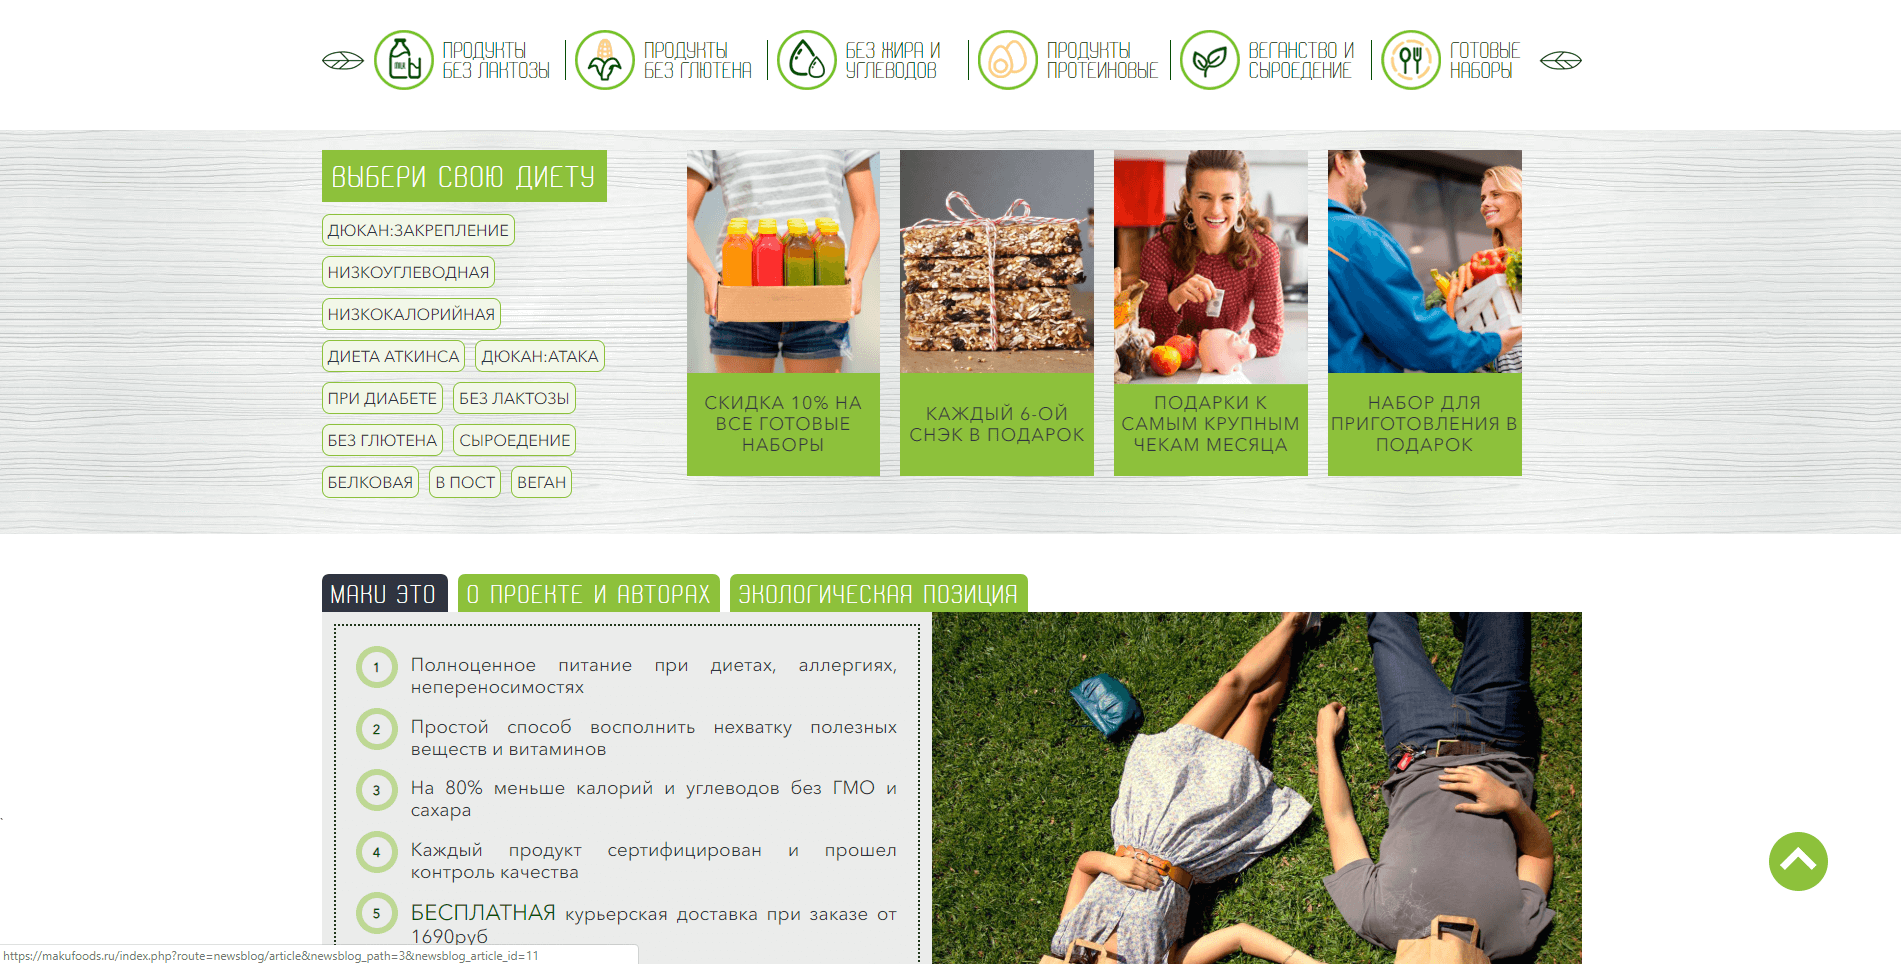 ПРОДУКТЫ
БЕЗ ЛАКТОЗЫ
ПРОДУКТЫ
БЕЗ ГЛЮТЕНА
БЕЗ ЖИРА И
УГЛЕВОДОВ
ПРОДУКТЫ
ПРОТЕИНОВЫЕ
ВЕГАНСТВО И
СЫРОЕДЕНИЕ
ГОТОВЫЕ
НАБОРЫ
MILK
ВЫБЕРИ СВОЮ ДИЕТУ
ДЮКАН:ЗАКРЕПЛЕНИЕ
НИЗКОУГЛЕВОДНАЯ
НИЗКОКАЛОРИЙНАЯ
ДИЕТА АТКИНСА ДЮКАН:АТАКА
ПРИ ДИАБЕТЕ БЕЗ ЛАКТОЗЫ
БЕЗ ГЛЮТЕНА СЫРОЕДЕНИЕ
БЕЛКОВАЯ В ПОСТ ВЕГАН
СКИДКА 10% НА
ВСЕ ГОТОВЫЕ
НАБОРЫ
КАЖДЫЙ 6-ОЙ
СНЭК В ПОДАРОК
ПОДАРКИ К
САМЫМ КРУПНЫМ
ЧЕКАМ МЕСЯЦА
НАБОР ДЛЯ
ПРИГОТОВЛЕНИЯ В
ПОДАРОК
МАКИ ЭТО О ПРОЕКТЕ И АВТОРАХ ЭКОЛОГИЧЕСКАЯ ПОЗИЦИЯ
1 Полноценное питание при диетах, аллергиях,
непереносимостях
2 Простой способ восполнить нехватку полезных
веществ и витаминов
3 На 80% меньше калорий и углеводов без ГМО и
сахара
4 Каждый продукт сертифицирован и прошел
контроль качества
5 БЕСПЛАТНАЯ курьерская доставка при заказе от
1690руб
https://makufoods.ru/index.php?route=newsblog/article&newsblog_path=3&newsblog_article_id=11